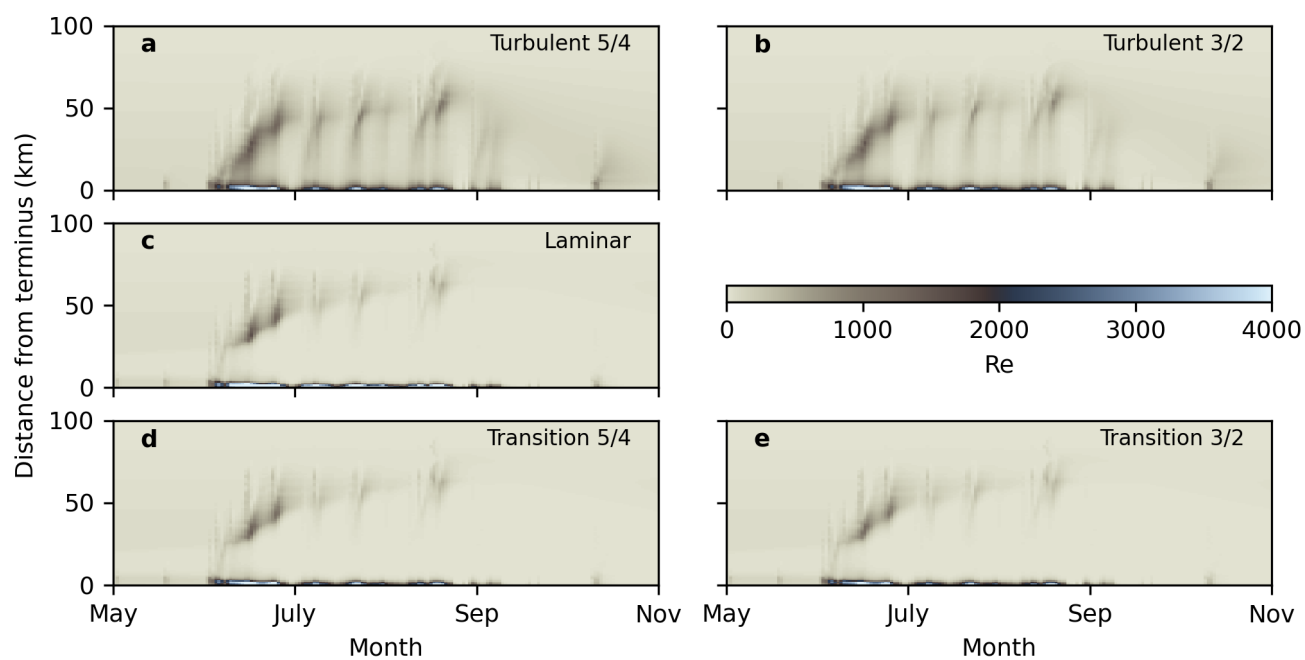 a Turbulent 5/4
b Turbulent 3/2
100
50
0
Distance from terminus (km)
c Laminar
100
50
0
0 1000 2000 3000 4000
Re
d Transition 5/4
e Transition 3/2
100
50
0
May July Sep Nov
May July Sep Nov
Month
Month